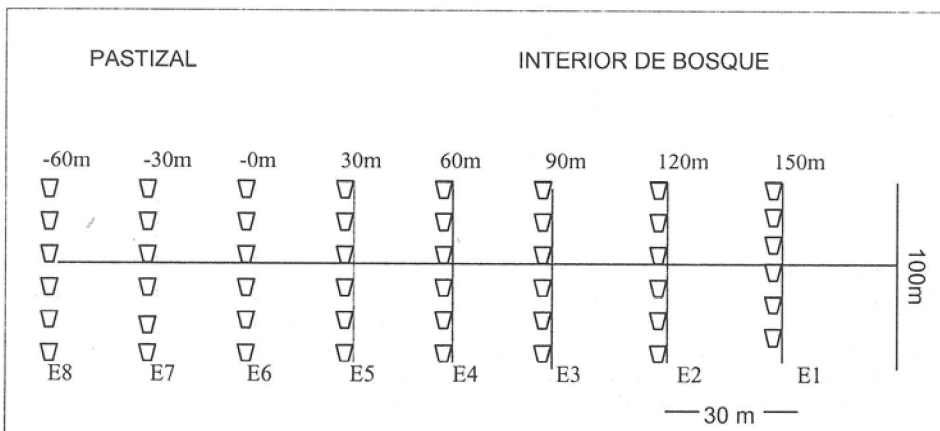 PASTIZAL INTERIOR DE BOSQUE
-60m -30m -0m 30m 60m 90m 120m 150m
100m
E8 E7 E6 E5 E4 E3 E2 E1
30 m